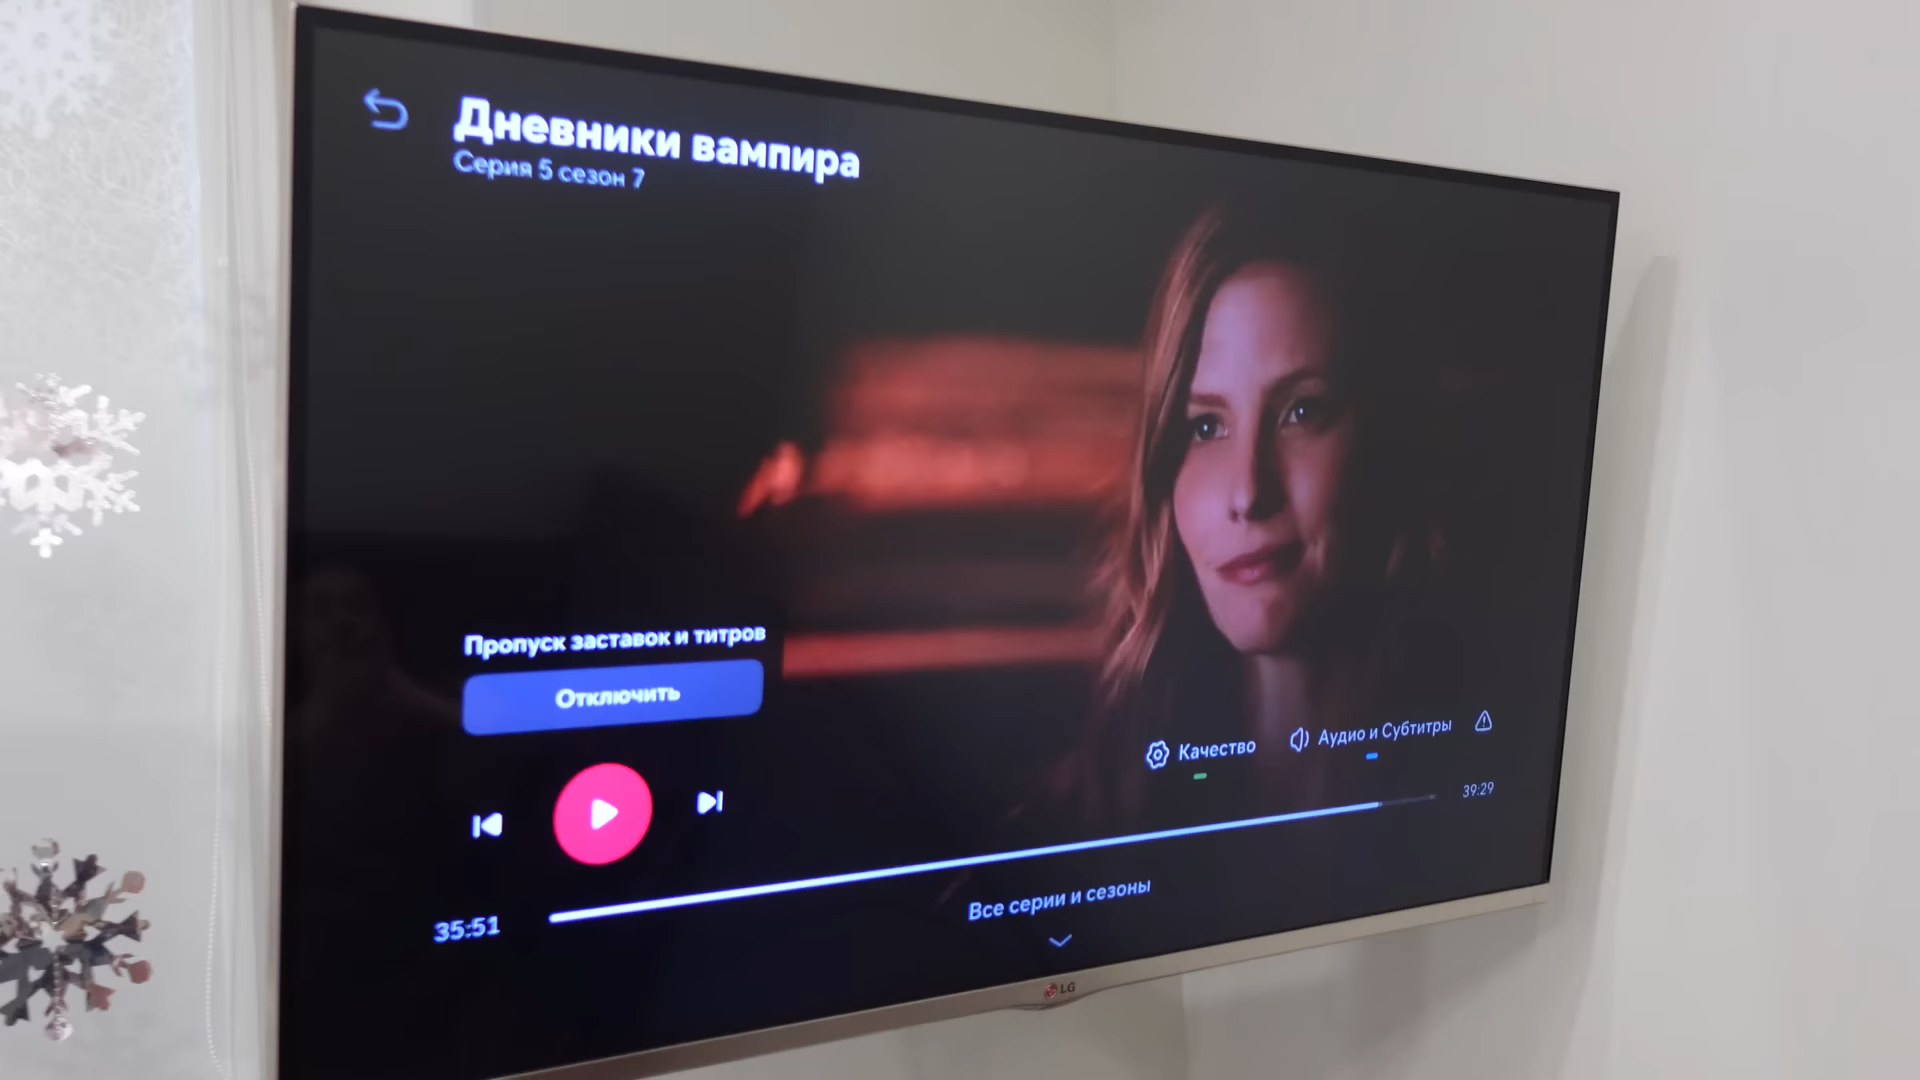 Дневники вампира
Серия 5 сезон 7
Пропуск заставок и титров
Отключить
Качество
Аудио и Субтитры
35:51
39:29
Все серии и сезоны
LG